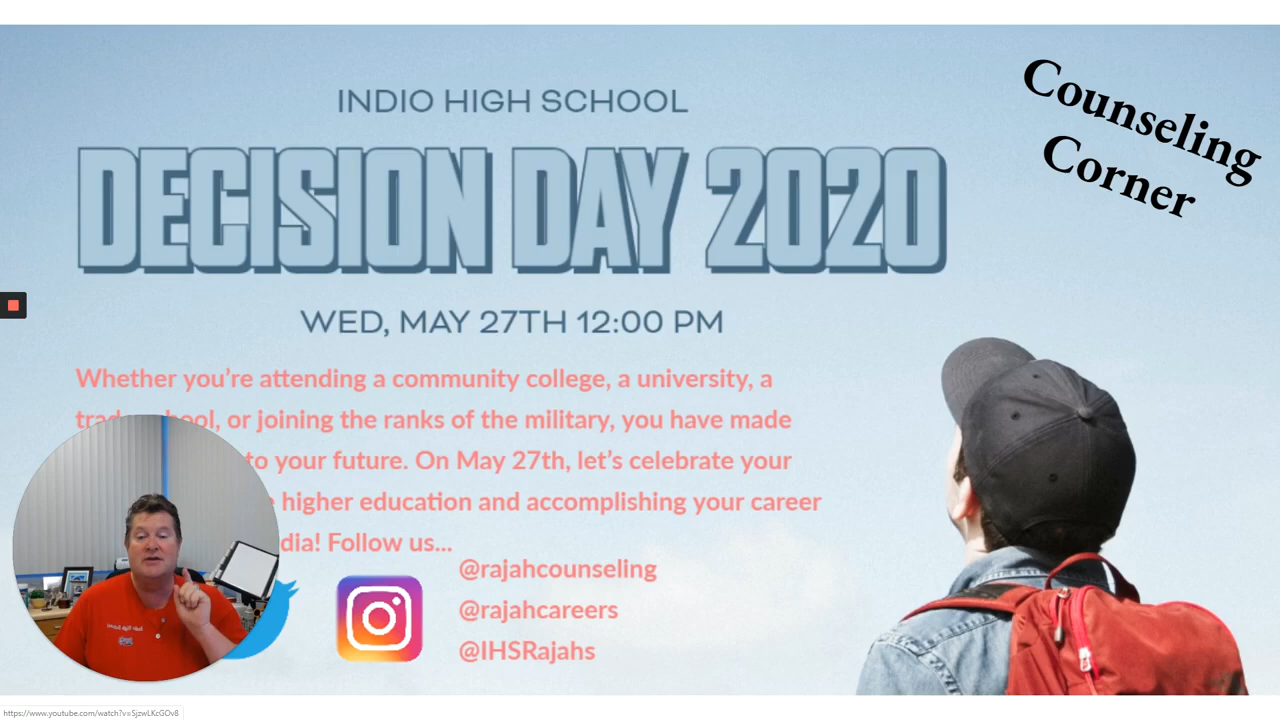 INDIO HIGH SCHOOL
DECISION DAY 2020
WED, MAY 27TH 12:00 PM
Counseling
Corner
Whether you're attending a community college, a university, a
or joining the ranks of the military, you have made
to your future. On May 27th, let's celebrate your
higher education and accomplishing your career
Follow us...
@rajahcounseling
@rajahcareers
@IHSRajahs
https://www.youtube.com/watch?v=SjzwLKcGOv8